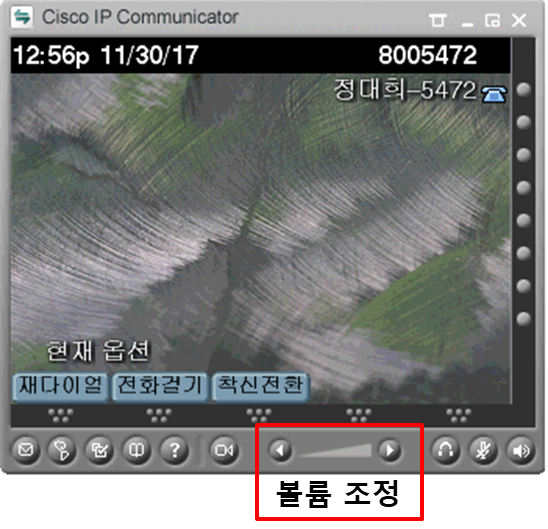 Cisco IP Communicator
12:56p 11/30/17 8005472
정대희-5472
현재 옵션
재다이얼 전화걸기 착신전환
?
볼륨 조정